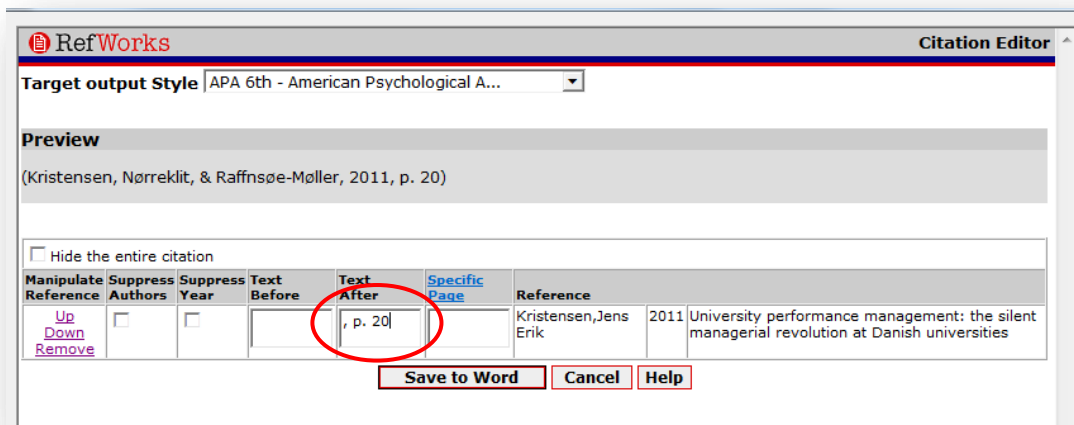 RefWorks
Citation Editor
Target output Style APA 6th - American Psychological A...
Preview
(Kristensen, Nørreklit, & Raffnsøe-Møller, 2011, p. 20)
Hide the entire citation
Manipulate Reference Suppress Authors Suppress Year Text Before Text After Specific Page Reference
Up
Down
Remove
, p. 20
Kristensen,Jens Erik
2011
University performance management: the silent
managerial revolution at Danish universities
Save to Word Cancel Help